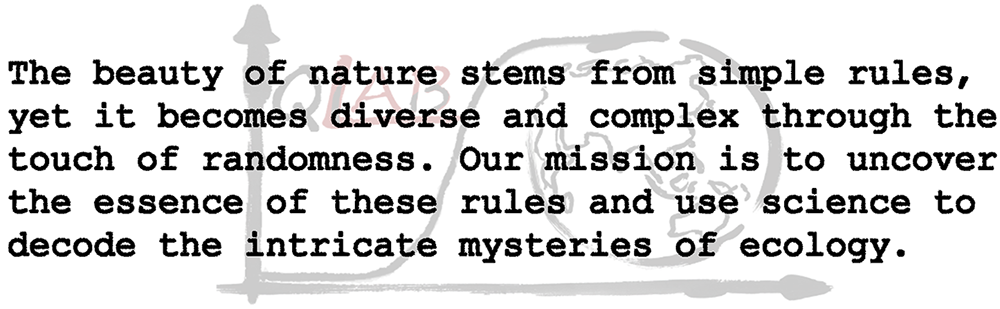 The beauty of nature stems from simple rules,
yet it becomes diverse and complex through the
touch of randomness. Our mission is to uncover
the essence of these rules and use science to
decode the intricate mysteries of ecology.
QLAB